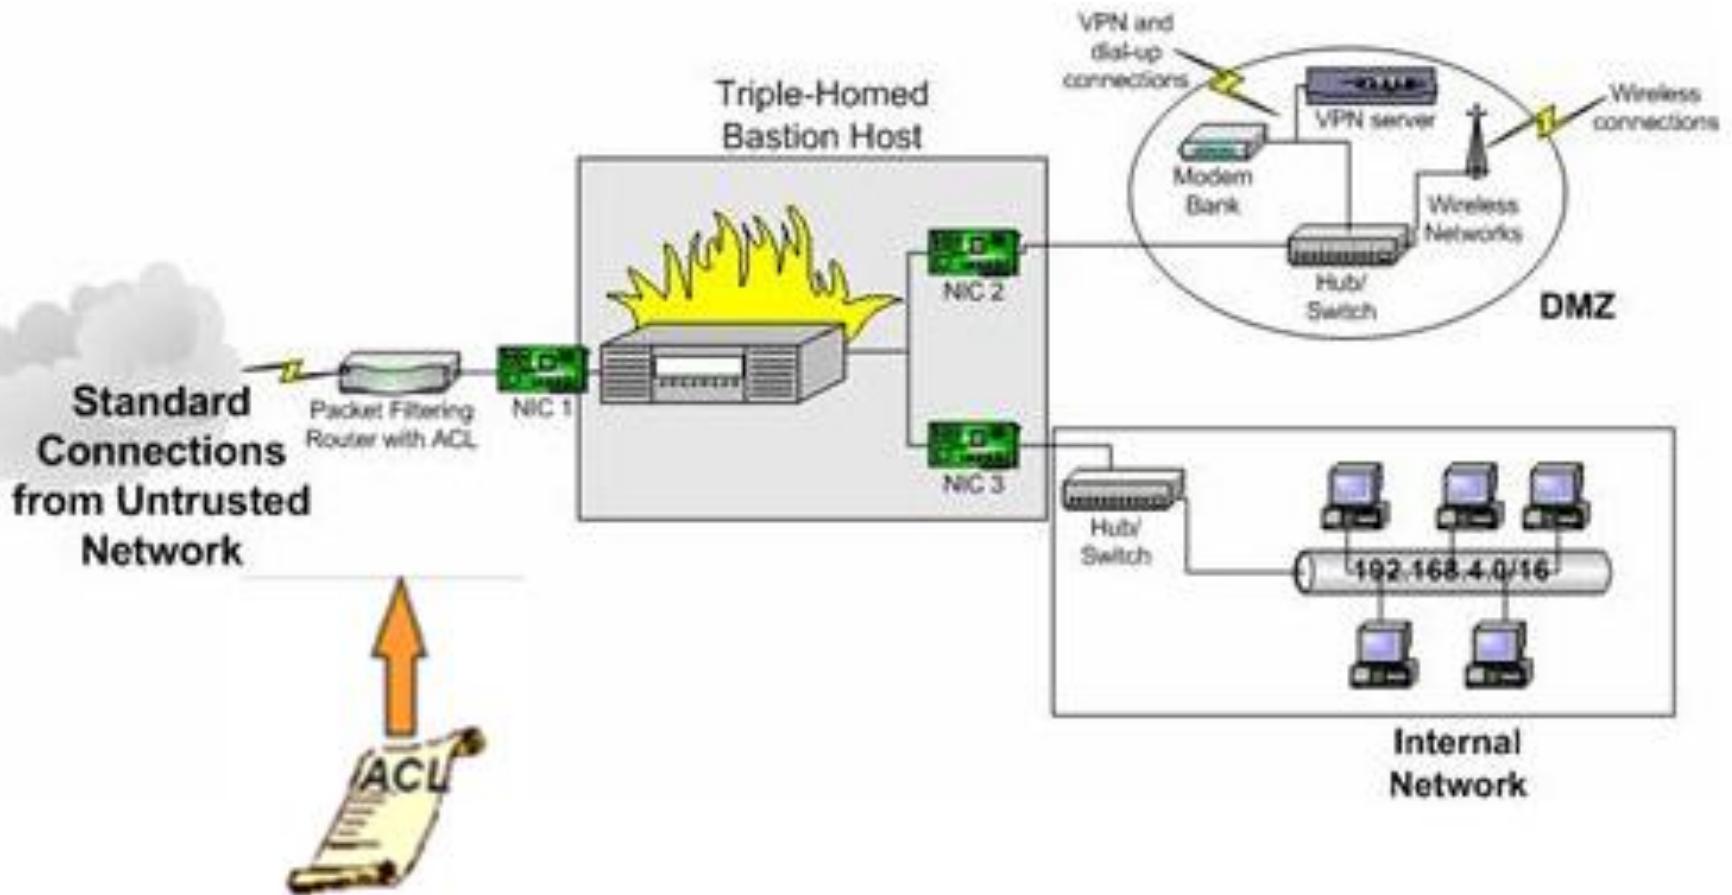 VPN and
dial-up
connections
VPN server
Wireless
connections
Modem
Bank
Wireless
Networks
Hub/
Switch
DMZ
Triple-Homed
Bastion Host
NIC 2
NIC 1
NIC 3
Packet Filtering
Router with ACL
Standard
Connections
from Untrusted
Network
Hub/
Switch
192.168.4.0/16
Internal
Network
ACL